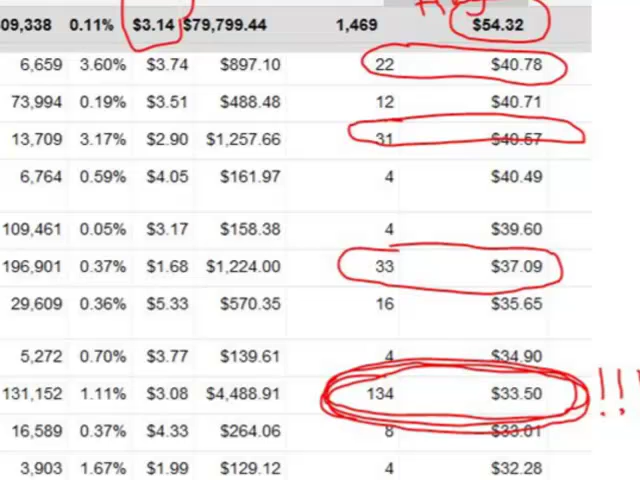 09,338 0.11% $3.14 $79,799.44 1,469 $54.32
6,659 3.60% $3.74 $897.10 22 $40.78
73,994 0.19% $3.51 $488.48 12 $40.71
13,709 3.17% $2.90 $1,257.66 31 $40.57
6,764 0.59% $4.05 $161.97 4 $40.49
109,461 0.05% $3.17 $158.38 4 $39.60
196,901 0.37% $1.68 $1,224.00 33 $37.09
29,609 0.36% $5.33 $570.35 16 $35.65
5,272 0.70% $3.77 $139.61 4 $34.90
131,152 1.11% $3.08 $4,488.91 134 $33.50 !!!
16,589 0.37% $4.33 $264.06 8 $33.01
3,903 1.67% $1.99 $129.12 4 $32.28